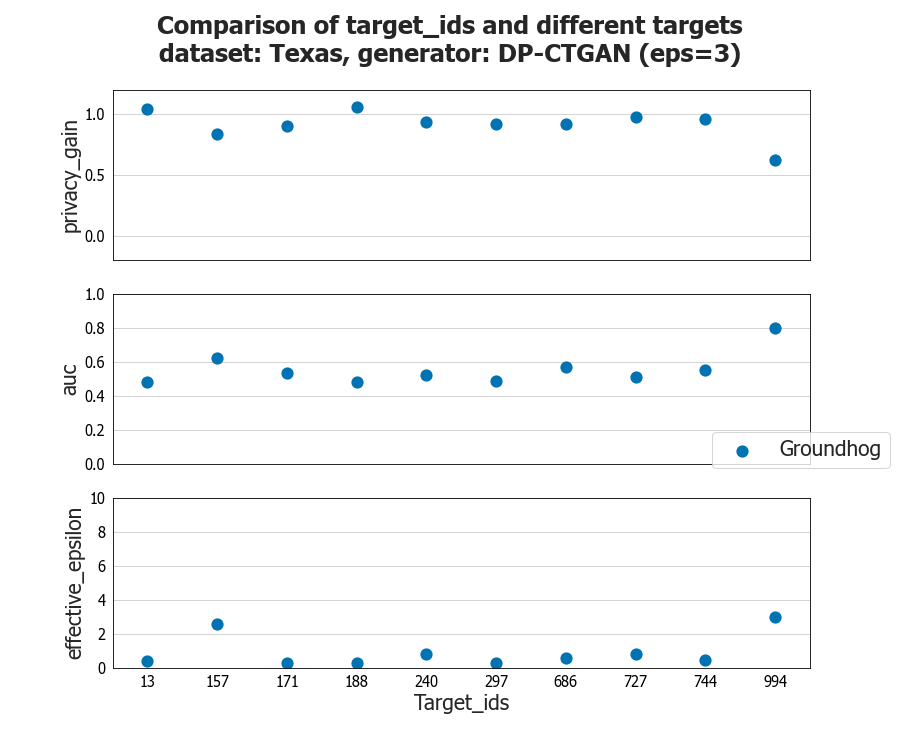 Comparison of target_ids and different targets
dataset: Texas, generator: DP-CTGAN (eps=3)
privacy_gain
1.0
0.5
0.0
auc
1.0
0.8
0.6
0.4
0.2
0.0
Groundhog
effective_epsilon
10
8
6
4
2
0
13 157 171 188 240 297 686 727 744 994
Target_ids